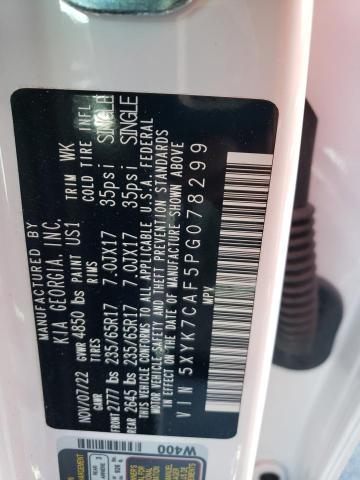 MANUFACTURED BY
KIA GEORGIA, INC.
NOV/07/22 GVWR 4850 lbs PAINT US1 TRIM WK
GAWR TIRES RIMS COLD TIRE INFL
FRONT 2777 lbs 235/65R17 7.0JX17 35psi SINGLE
REAR 2645 lbs 235/65R17 7.0JX17 35psi SINGLE
THIS VEHICLE CONFORMS TO ALL APPLICABLE U.S.A. FEDERAL
MOTOR VEHICLE SAFETY AND THEFT PREVENTION STANDARDS
IN EFFECT ON THE DATE OF MANUFACTURE SHOWN ABOVE
VIN 5XYK7CAF5PG078299
MPV
W400
REAR